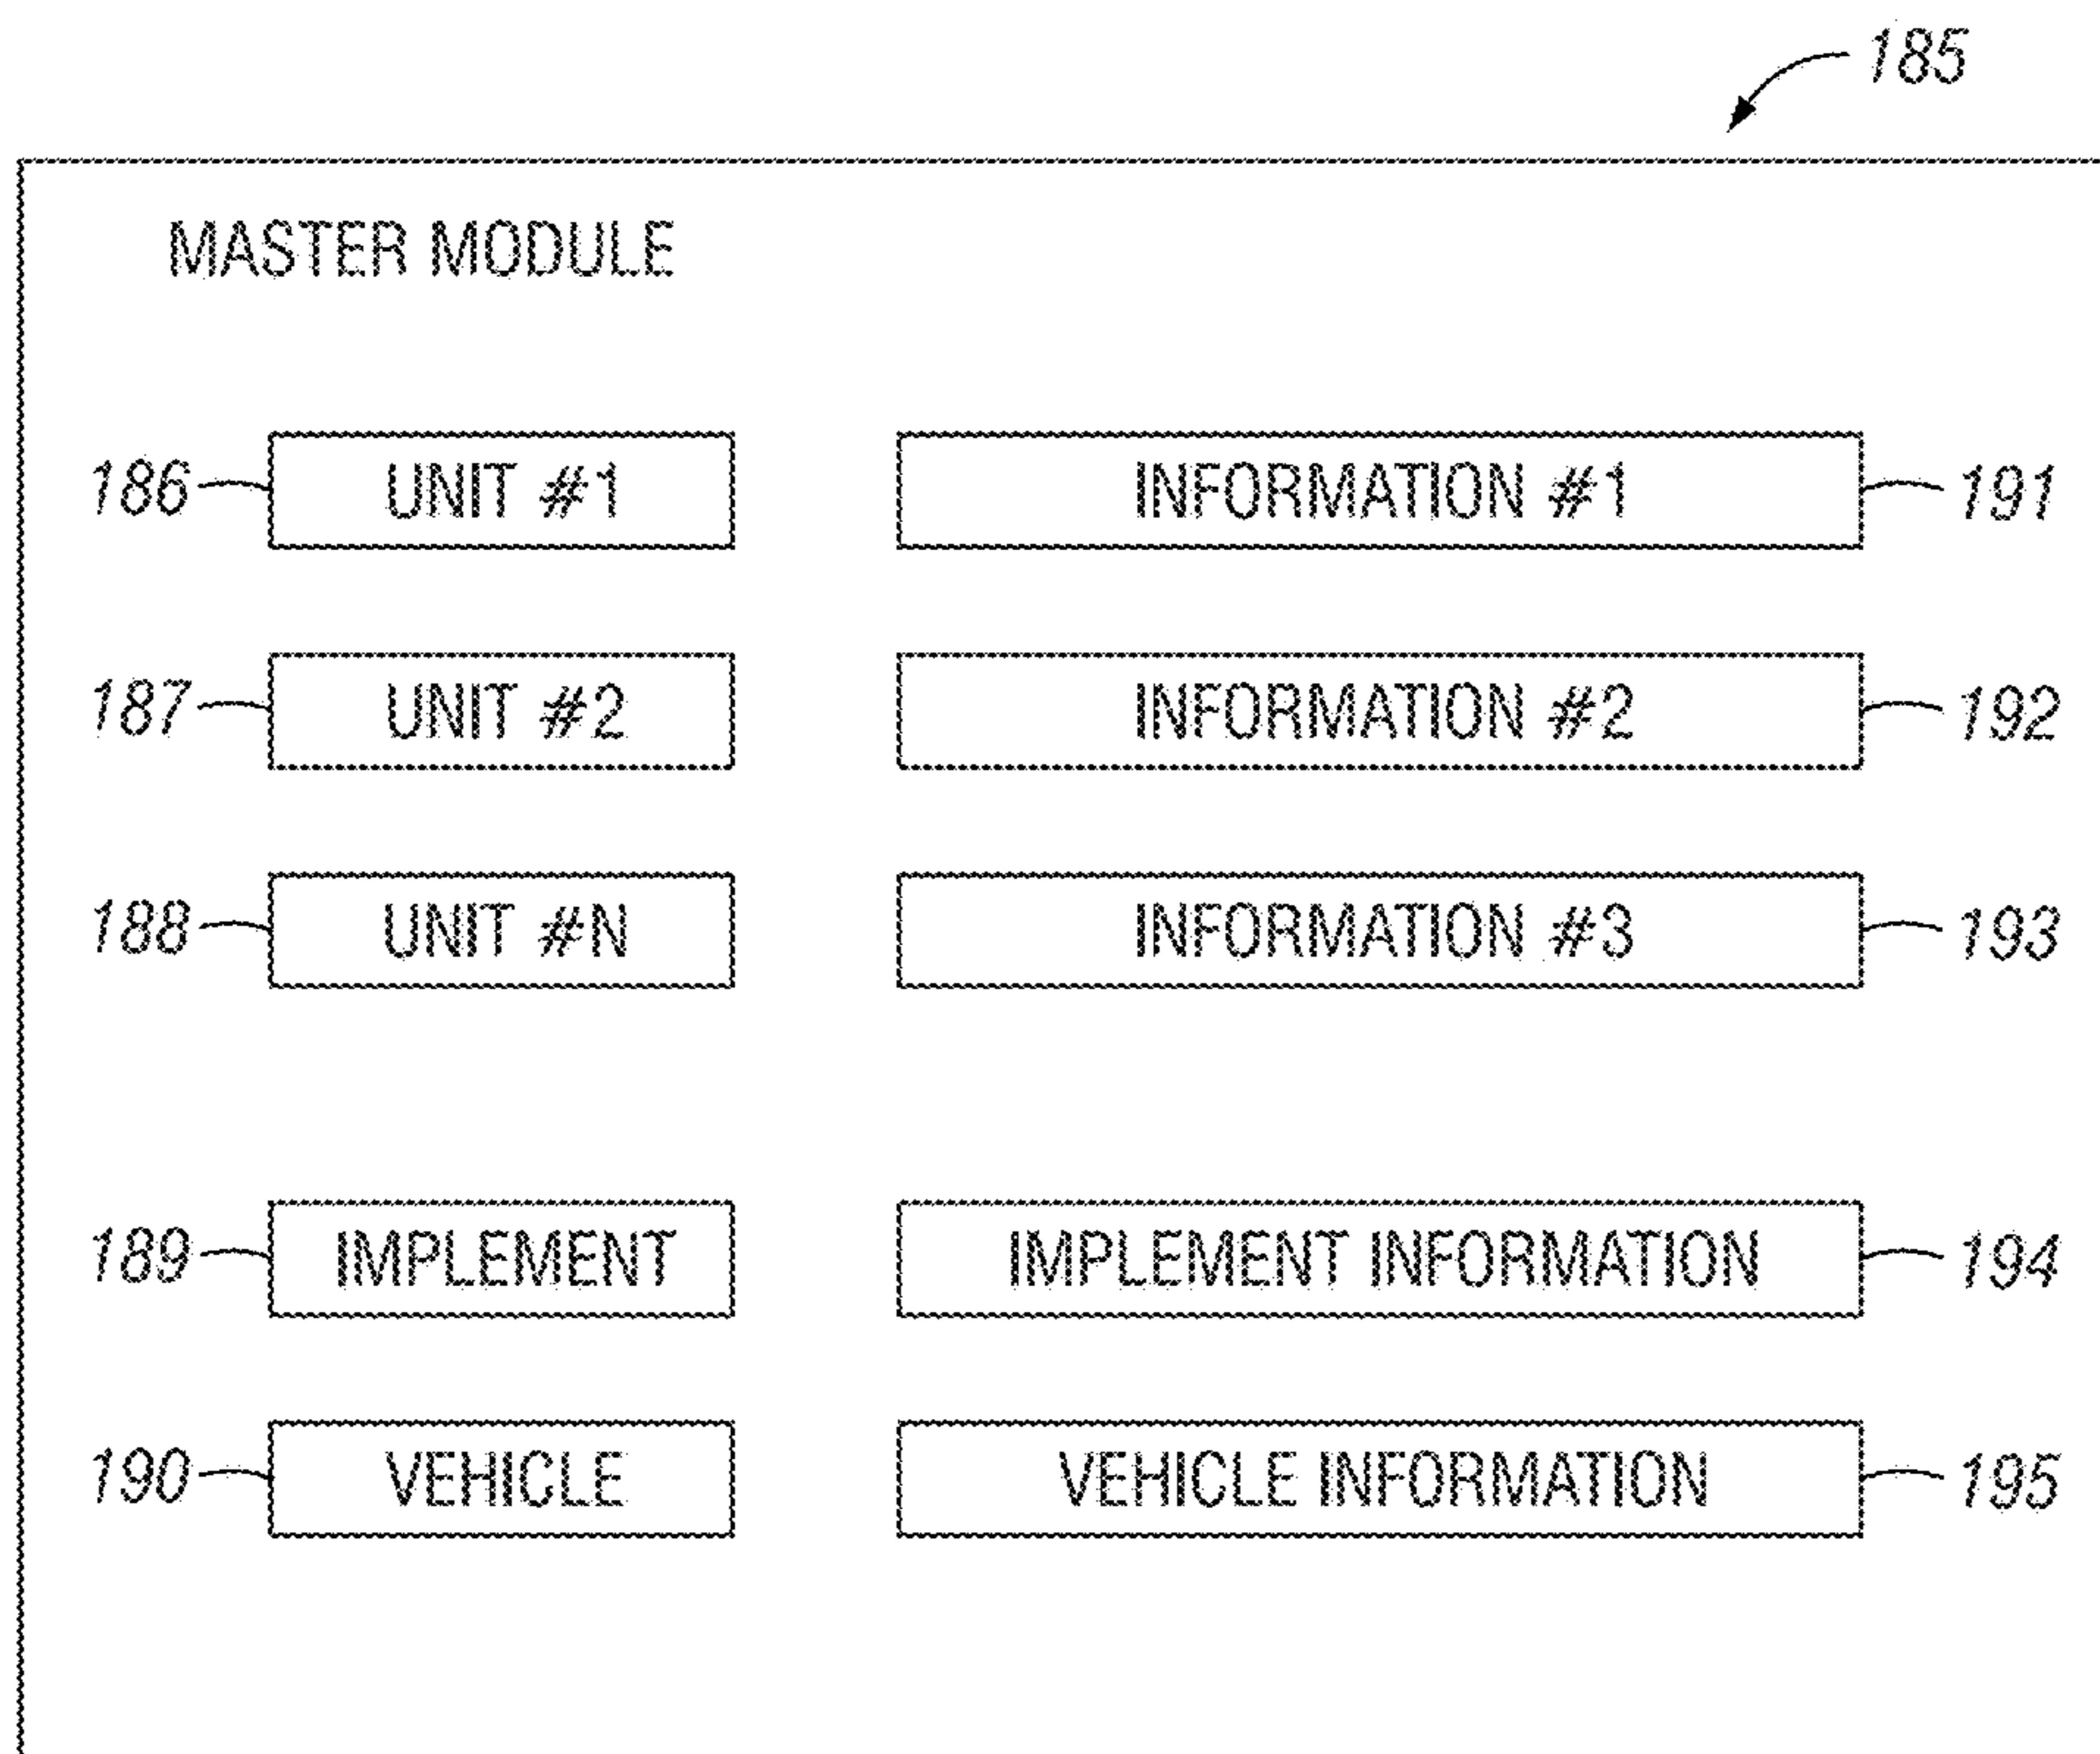 185
MASTER MODULE
186 UNIT #1 INFORMATION #1 191
187 UNIT #2 INFORMATION #2 192
188 UNIT #N INFORMATION #3 193
189 IMPLEMENT IMPLEMENT INFORMATION 194
190 VEHICLE VEHICLE INFORMATION 195